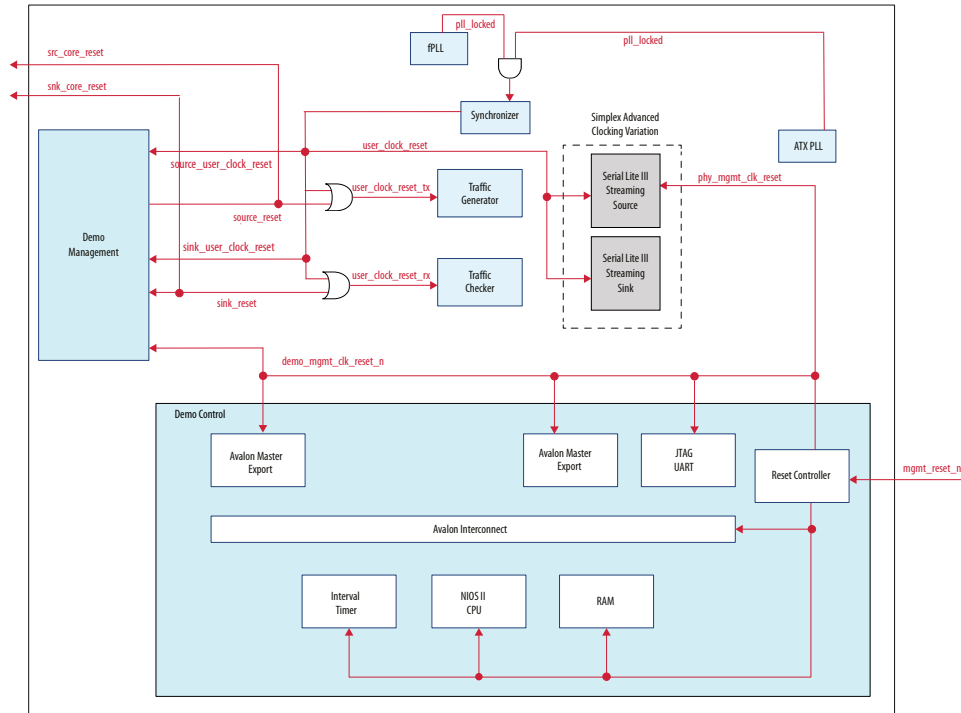 pll_locked
fPLL
pll_locked
src_core_reset
snk_core_reset
Synchronizer
Simplex Advanced
Clocking Variation
ATX PLL
user_clock_reset
source_user_clock_reset
Serial Lite III
Streaming
Source
phy_mgmt_clk_reset
user_clock_reset_tx
Traffic
Generator
source_reset
Demo
Management
sink_user_clock_reset
Serial Lite III
Streaming
Sink
user_clock_reset_rx
Traffic
Checker
sink_reset
demo_mgmt_clk_reset_n
Demo Control
Avalon Master
Export
Avalon Master
Export
JTAG
UART
Reset Controller
mgmt_reset_n
Avalon Interconnect
Interval
Timer
NIOS II
CPU
RAM